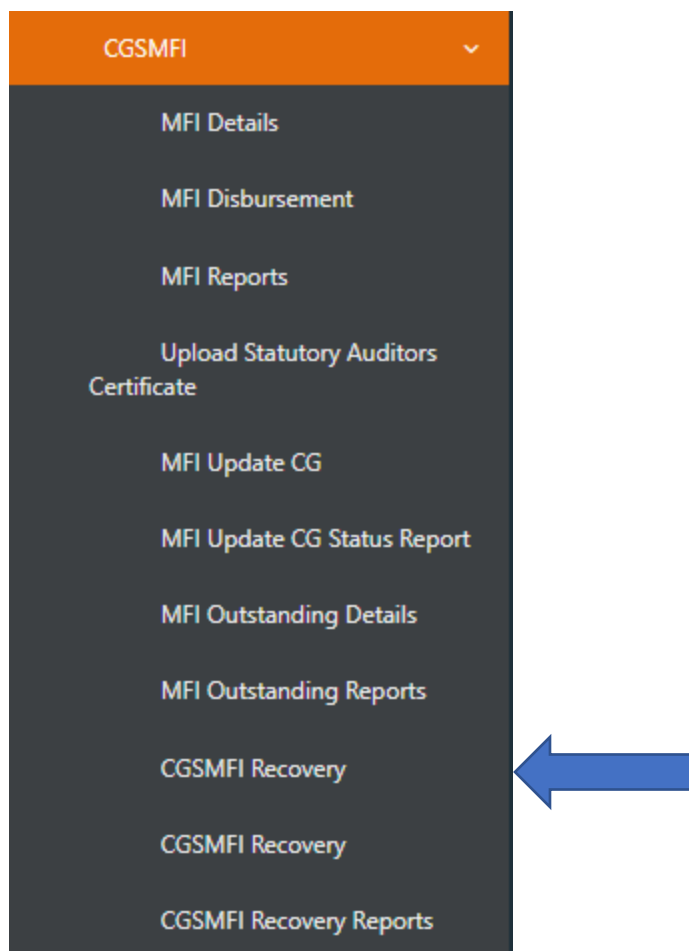 CGSMFI
MFI Details
MFI Disbursement
MFI Reports
Upload Statutory Auditors
Certificate
MFI Update CG
MFI Update CG Status Report
MFI Outstanding Details
MFI Outstanding Reports
CGSMFI Recovery
CGSMFI Recovery
CGSMFI Recovery Reports